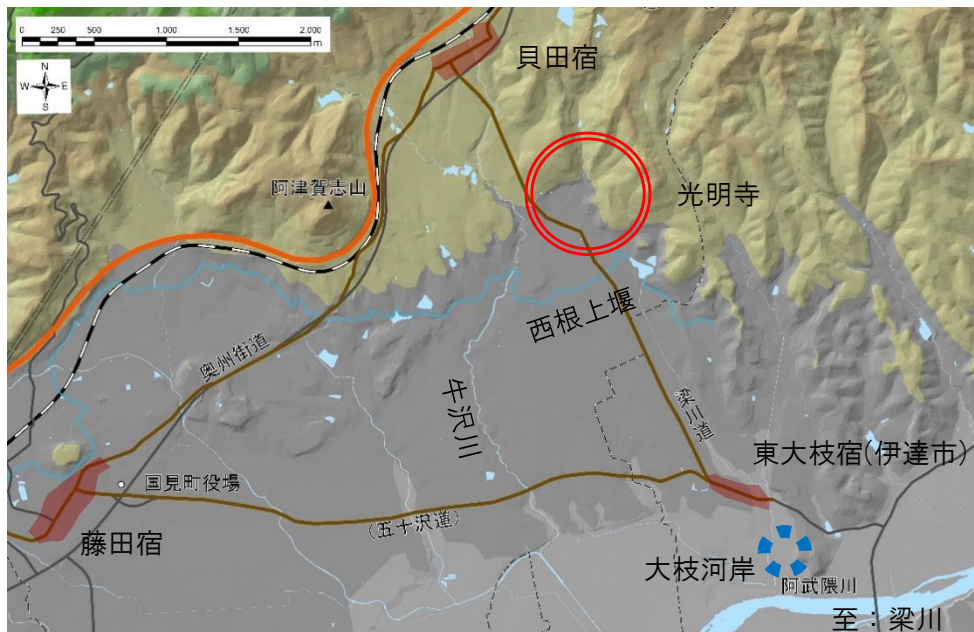 0 250 500 1.000 1.500 2.000
m
N
W E
S
貝田宿
阿津賀志山
光明寺
西根上堰
奥州街道
牛沢川
梁川道
東大枝宿(伊達市)
国見町役場
(五十沢道)
藤田宿
大枝河岸
阿武隈川
至：梁川